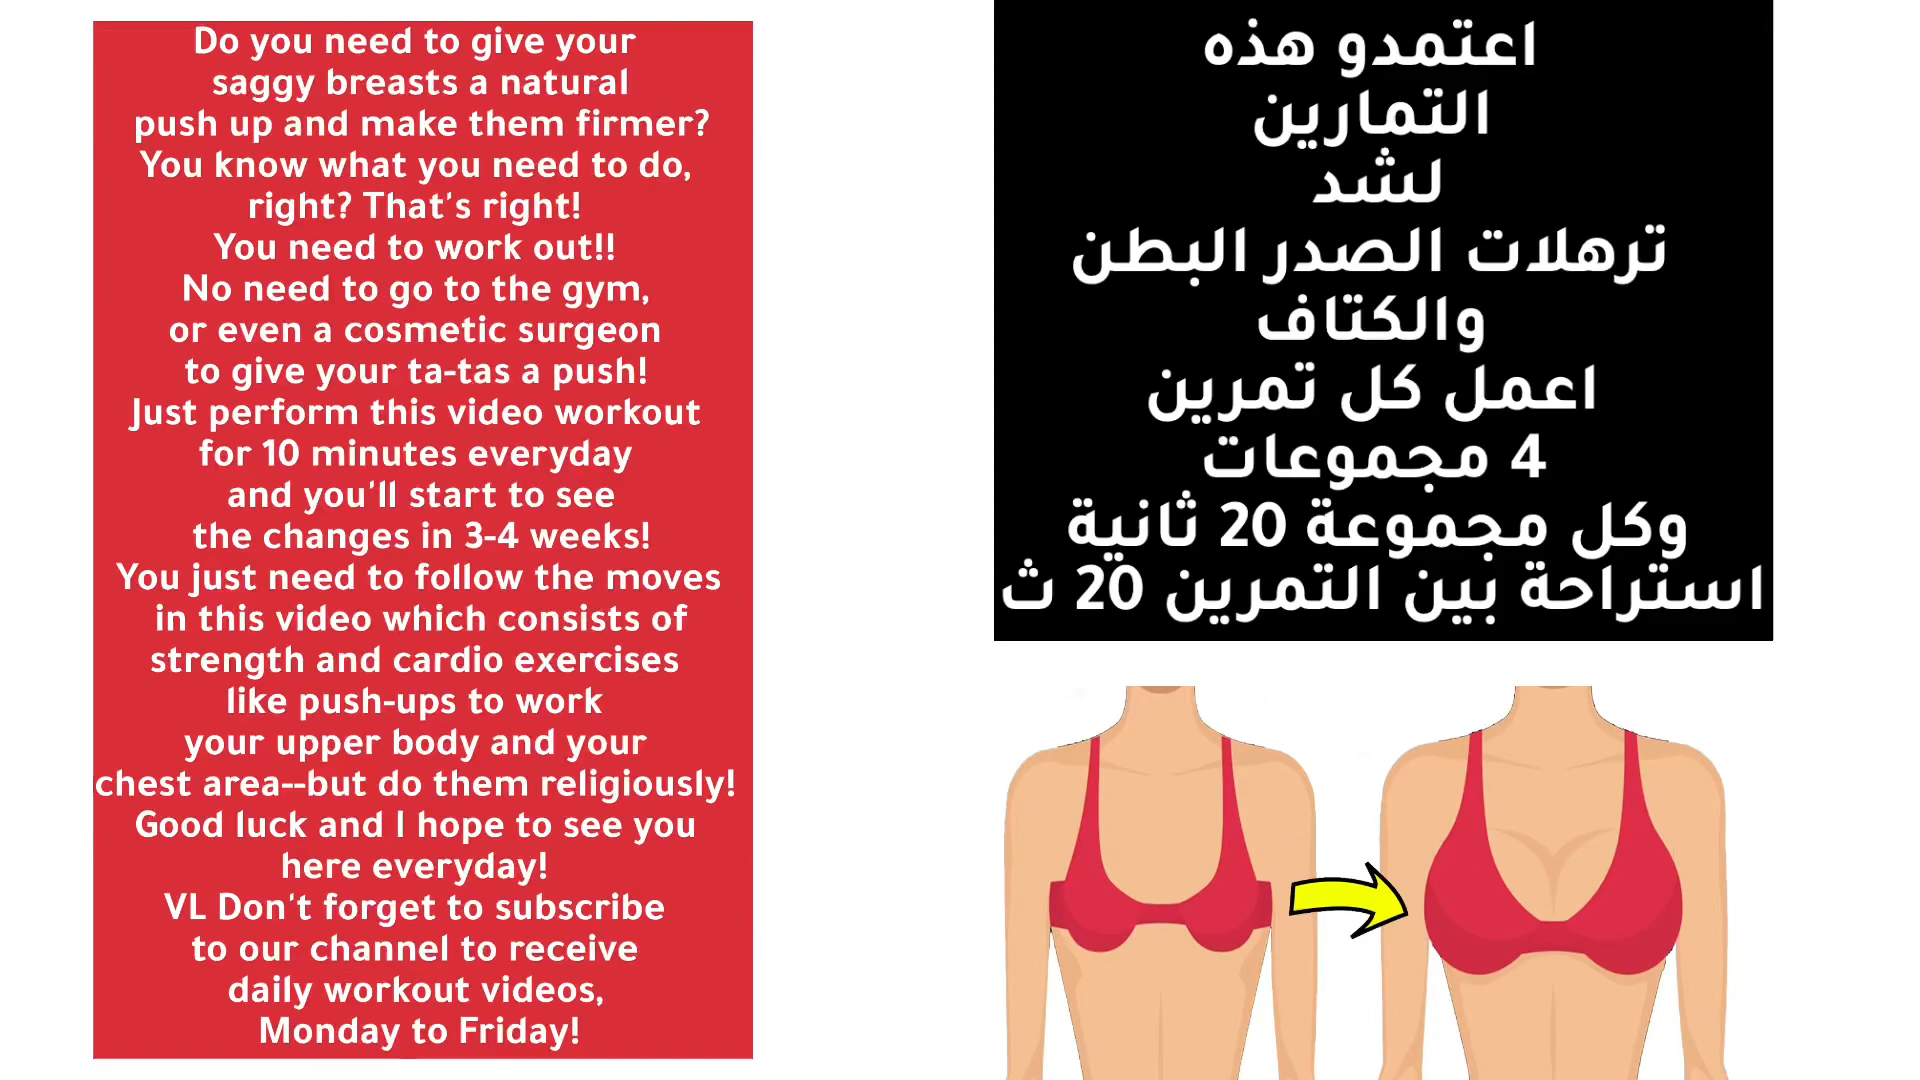 Do you need to give your
saggy breasts a natural
push up and make them firmer?
You know what you need to do,
right? That's right!
You need to work out!!
No need to go to the gym,
or even a cosmetic surgeon
to give your ta-tas a push!
Just perform this video workout
for 10 minutes everyday
and you'll start to see
the changes in 3-4 weeks!
You just need to follow the moves
in this video which consists of
strength and cardio exercises
like push-ups to work
your upper body and your
chest area--but do them religiously!
Good luck and I hope to see you
here everyday!
VL Don't forget to subscribe
to our channel to receive
daily workout videos,
Monday to Friday!
اعتمدو هذه
التمارين
لشد
ترهلات الصدر البطن
والكتاف
اعمل كل تمرين
4 مجموعات
وكل مجموعة 20 ثانية
استراحة بين التمرين 20 ث